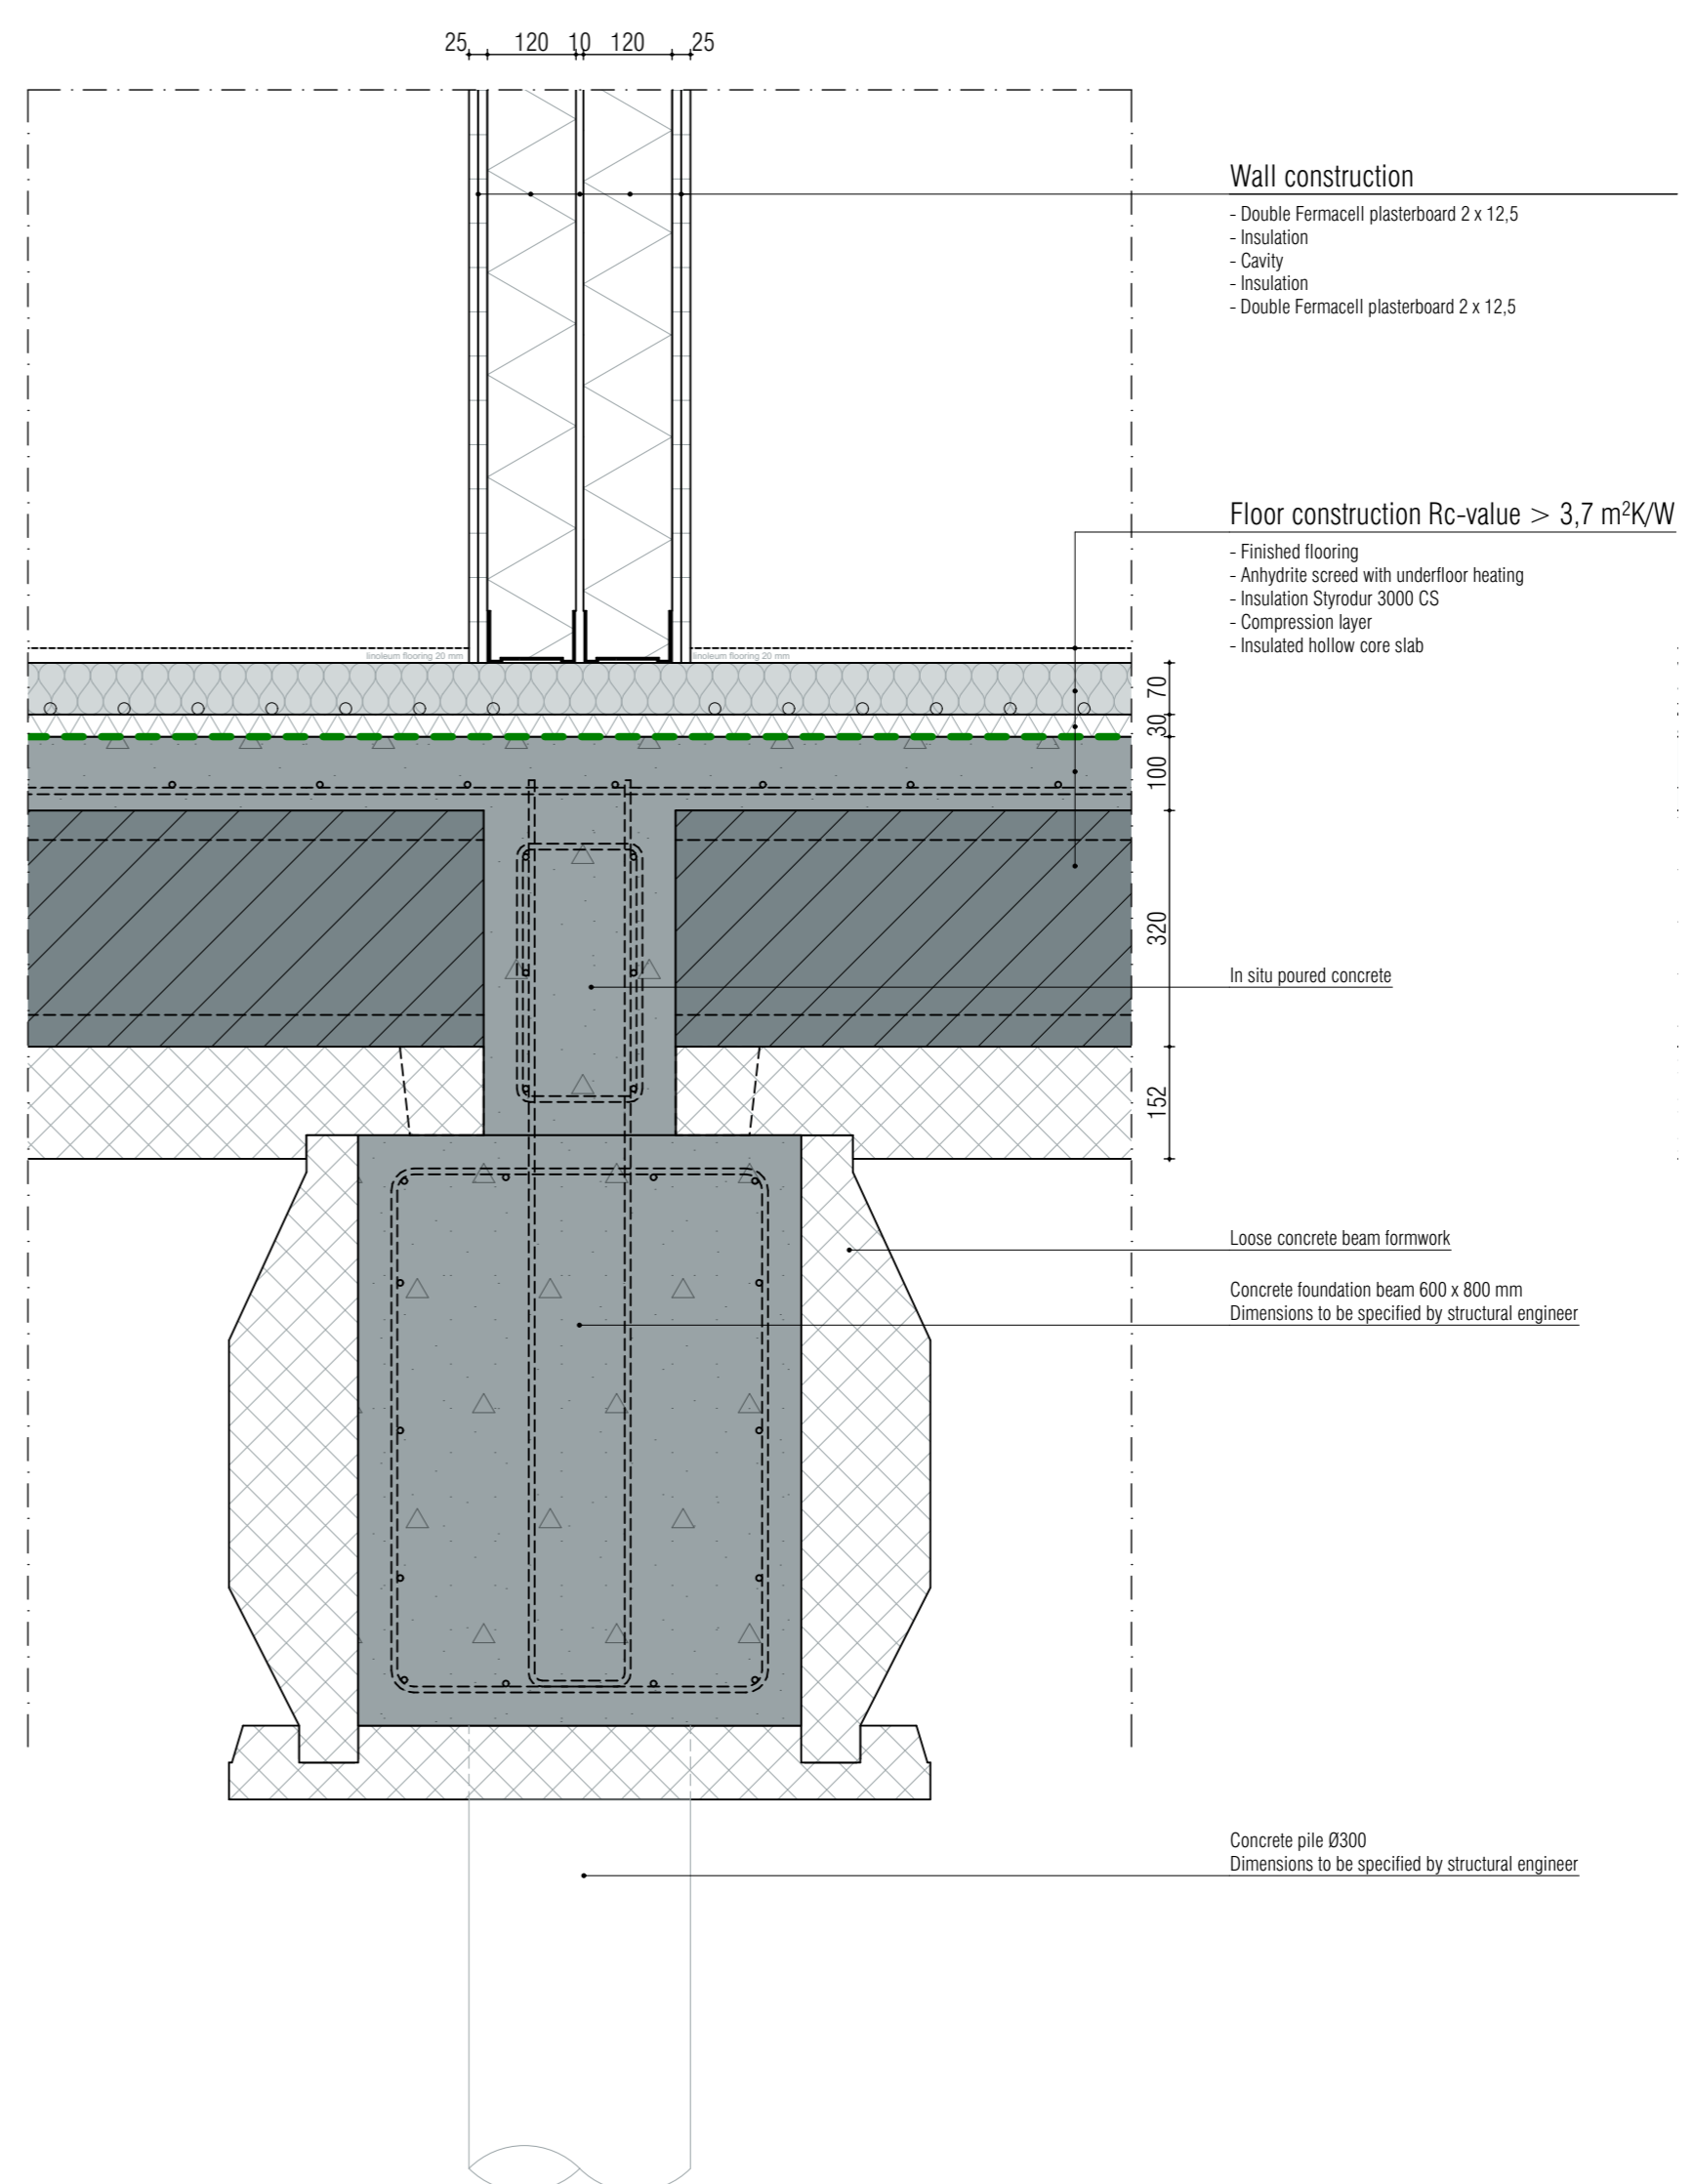 25 120 10 120 25
Wall construction
- Double Fermacell plasterboard 2 x 12,5
- Insulation
- Cavity
- Insulation
- Double Fermacell plasterboard 2 x 12,5
Floor construction Rc-value > 3,7 m²K/W
- Finished flooring
- Anhydrite screed with underfloor heating
- Insulation Styrodur 3000 CS
- Compression layer
- Insulated hollow core slab
linoleum flooring 20 mm
linoleum flooring 20 mm
70
30
100
320
In situ poured concrete
152
Loose concrete beam formwork
Concrete foundation beam 600 x 800 mm
Dimensions to be specified by structural engineer
Concrete pile Ø300
Dimensions to be specified by structural engineer